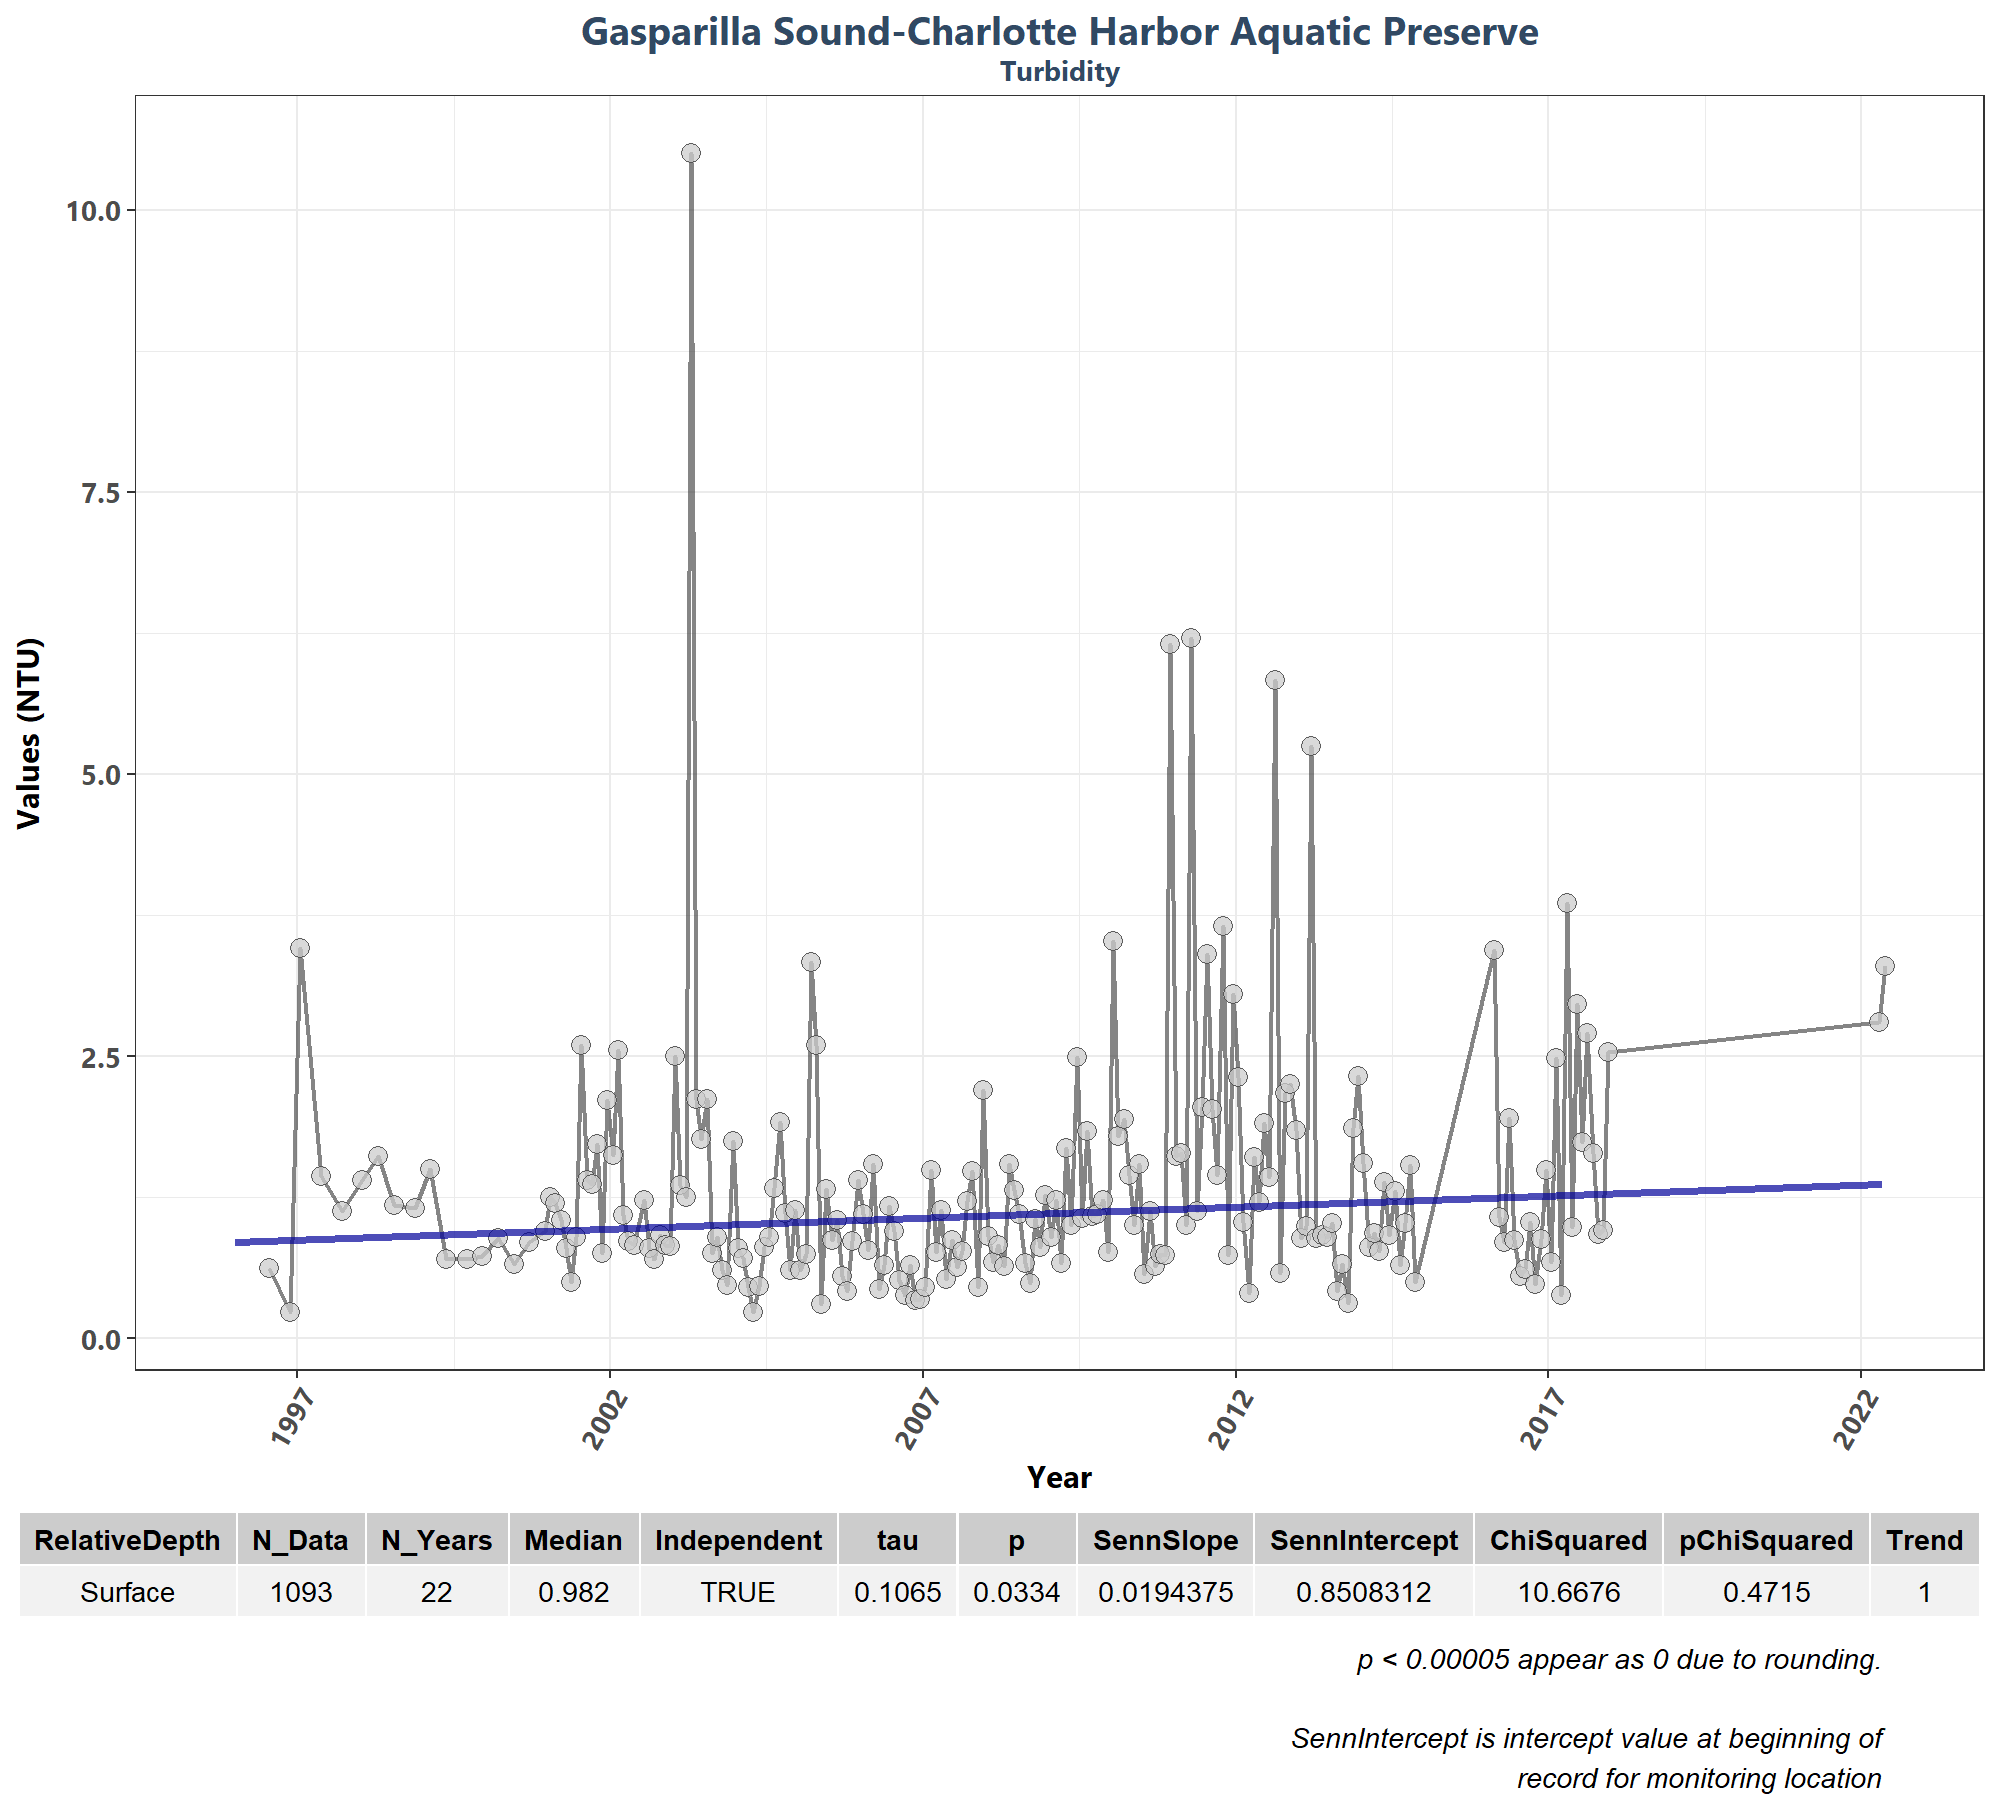 Gasparilla Sound-Charlotte Harbor Aquatic Preserve
Turbidity
Values (NTU)
10.0
7.5
5.0
2.5
0.0
1997 2002 2007 2012 2017 2022
Year
RelativeDepth N_Data N_Years Median Independent tau p SennSlope SennIntercept ChiSquared pChiSquared Trend
Surface 1093 22 0.982 TRUE 0.1065 0.0334 0.0194375 0.8508312 10.6676 0.4715 1
p < 0.00005 appear as 0 due to rounding.
SennIntercept is intercept value at beginning of
record for monitoring location